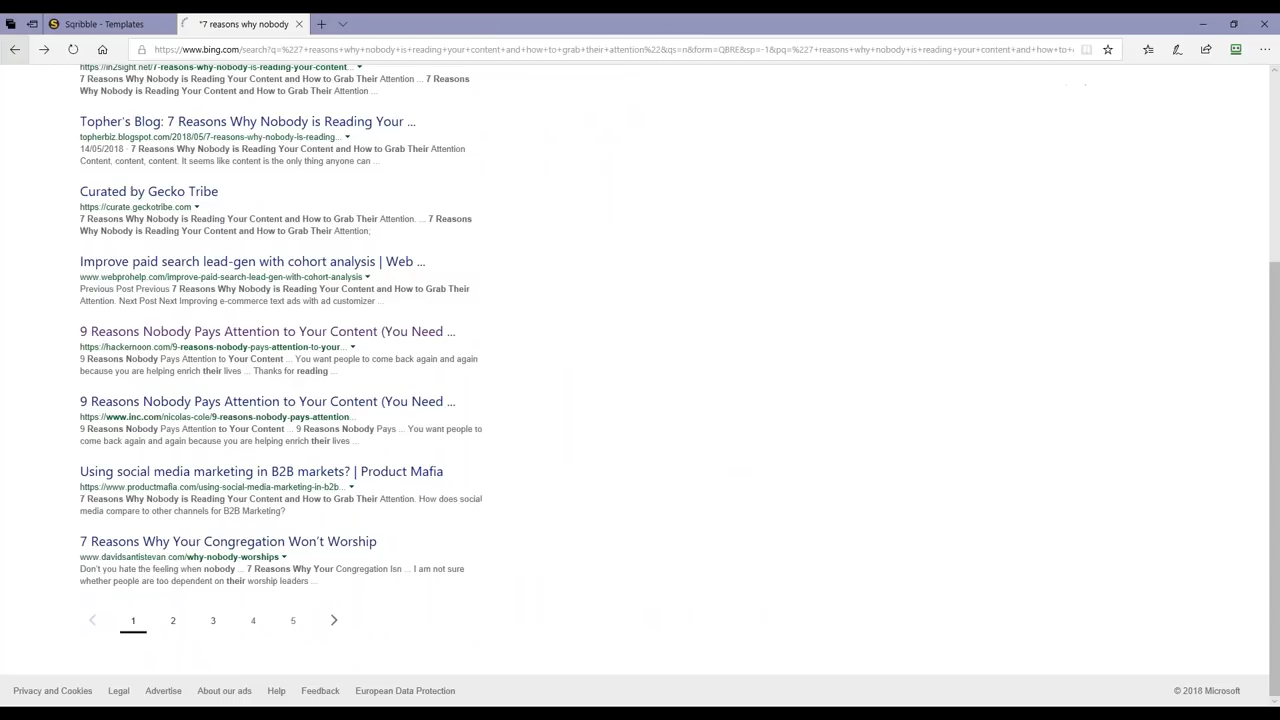 Sqribble - Templates
"7 reasons why nobody
https://www.bing.com/search?q=%227+reasons+why+nobody+is+reading+your+content+and+how+to+grab+their+attention%22&qs=n&form=QBRE&sp=-1&pq=%227+reasons+why+nobody+is+reading+your+content+and+how+to+
https://in2sight.net/7-reasons-why-nobody-is-reading-your-content...
7 Reasons Why Nobody is Reading Your Content and How to Grab Their Attention ... 7 Reasons
Why Nobody is Reading Your Content and How to Grab Their Attention ...
Topher's Blog: 7 Reasons Why Nobody is Reading Your ...
topherbiz.blogspot.com/2018/05/7-reasons-why-nobody-is-reading...
14/05/2018 · 7 Reasons Why Nobody is Reading Your Content and How to Grab Their Attention
Content, content, content. It seems like content is the only thing anyone can ...
Curated by Gecko Tribe
https://curate.geckotribe.com
7 Reasons Why Nobody is Reading Your Content and How to Grab Their Attention. ... 7 Reasons
Why Nobody is Reading Your Content and How to Grab Their Attention;
Improve paid search lead-gen with cohort analysis | Web ...
www.webprohelp.com/improve-paid-search-lead-gen-with-cohort-analysis
Previous Post Previous 7 Reasons Why Nobody is Reading Your Content and How to Grab Their
Attention. Next Post Next Improving e-commerce text ads with ad customizer ...
9 Reasons Nobody Pays Attention to Your Content (You Need ...
https://hackernoon.com/9-reasons-nobody-pays-attention-to-your...
9 Reasons Nobody Pays Attention to Your Content ... You want people to come back again and again
because you are helping enrich their lives ... Thanks for reading ...
9 Reasons Nobody Pays Attention to Your Content (You Need ...
https://www.inc.com/nicolas-cole/9-reasons-nobody-pays-attention...
9 Reasons Nobody Pays Attention to Your Content ... 9 Reasons Nobody Pays ... You want people to
come back again and again because you are helping enrich their lives ...
Using social media marketing in B2B markets? | Product Mafia
https://www.productmafia.com/using-social-media-marketing-in-b2b...
7 Reasons Why Nobody is Reading Your Content and How to Grab Their Attention. How does social
media compare to other channels for B2B Marketing?
7 Reasons Why Your Congregation Won't Worship
www.davidsantistevan.com/why-nobody-worships
Don't you hate the feeling when nobody ... 7 Reasons Why Your Congregation Isn ... I am not sure
whether people are too dependent on their worship leaders ...
1 2 3 4 5
Privacy and Cookies Legal Advertise About our ads Help Feedback European Data Protection © 2018 Microsoft